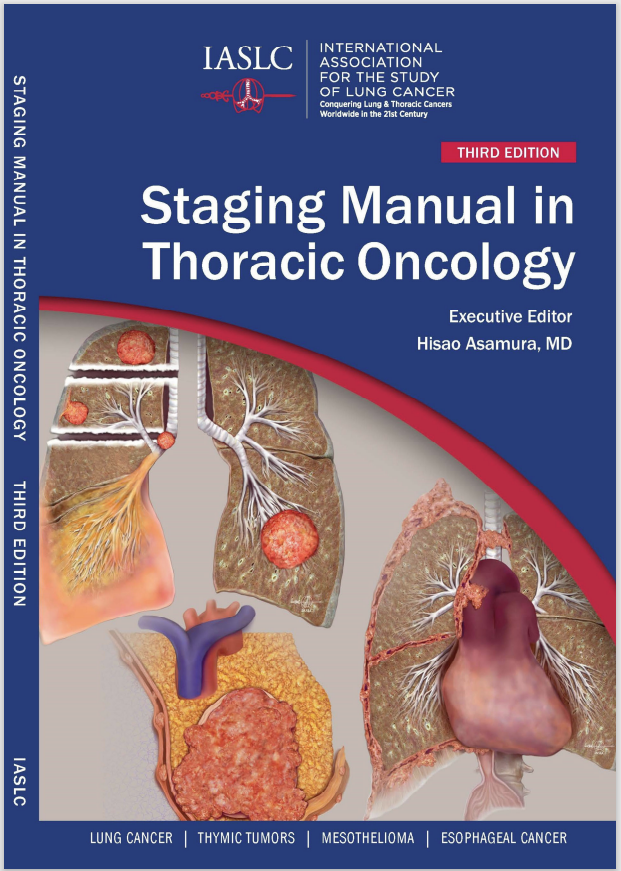 STAGING MANUAL IN THORACIC ONCOLOGY
THIRD EDITION
IASLC
IASLC
INTERNATIONAL
ASSOCIATION
FOR THE STUDY
OF LUNG CANCER
Conquering Lung & Thoracic Cancers
Worldwide in the 21st Century
THIRD EDITION
Staging Manual in
Thoracic Oncology
Executive Editor
Hisao Asamura, MD
LUNG CANCER | THYMIC TUMORS | MESOTHELIOMA | ESOPHAGEAL CANCER